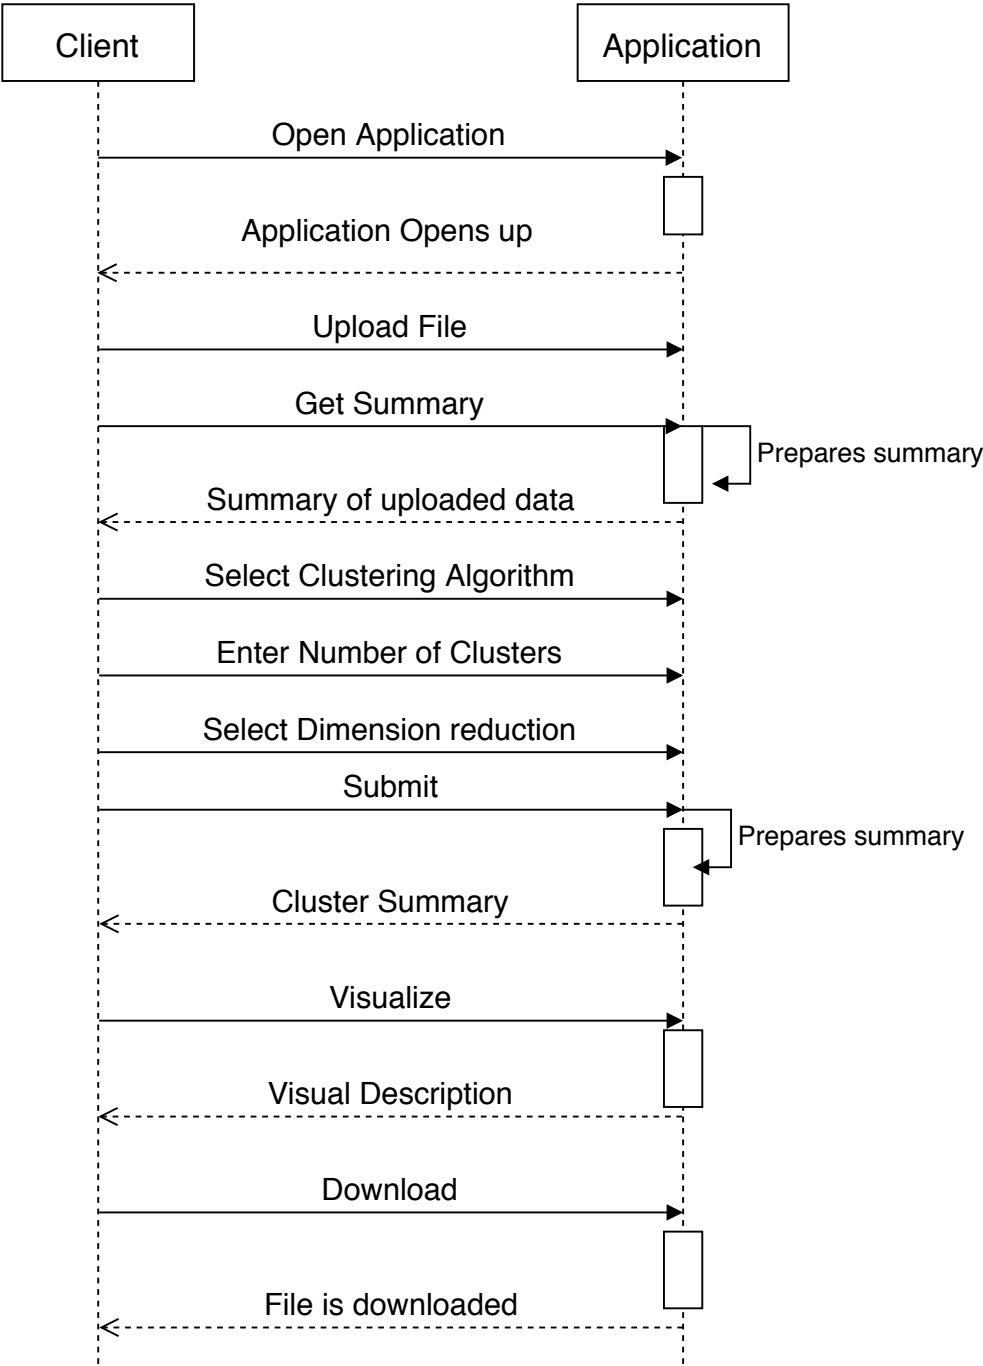 Client
Application
Open Application
Application Opens up
Upload File
Get Summary
Prepares summary
Summary of uploaded data
Select Clustering Algorithm
Enter Number of Clusters
Select Dimension reduction
Submit
Prepares summary
Cluster Summary
Visualize
Visual Description
Download
File is downloaded